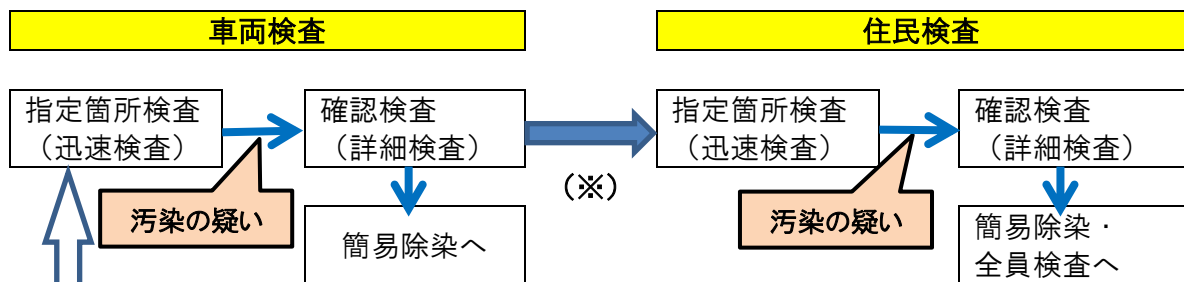 車両検査
住民検査
指定箇所検査
（迅速検査）
確認検査
（詳細検査）
指定箇所検査
（迅速検査）
確認検査
（詳細検査）
（※）
汚染の疑い
汚染の疑い
簡易除染へ
簡易除染・
全員検査へ